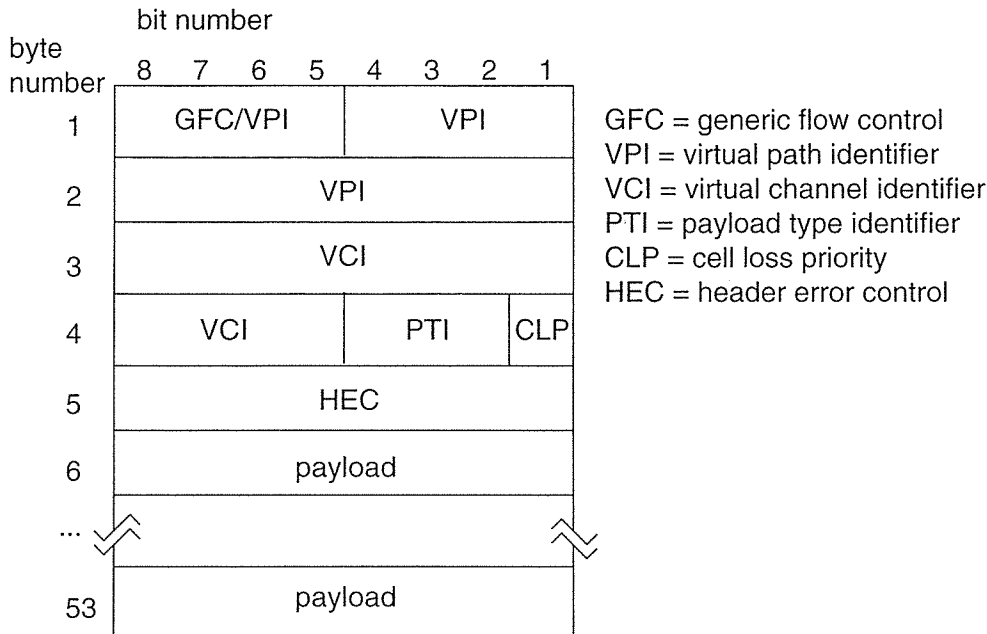 bit number
byte
number
8 7 6 5 4 3 2 1
1 GFC/VPI VPI
2 VPI
3 VCI
4 VCI PTI CLP
5 HEC
6 payload
...
53 payload
GFC = generic flow control
VPI = virtual path identifier
VCI = virtual channel identifier
PTI = payload type identifier
CLP = cell loss priority
HEC = header error control